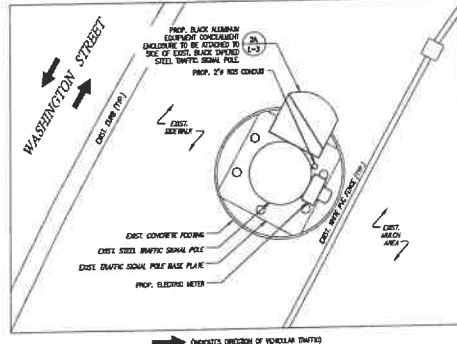 PROP. BLACK ALUMINUM
EQUIPMENT CONCEALMENT
ENCLOSURE TO BE ATTACHED TO
SIDE OF EXIST. BLACK TAPERED
STEEL TRAFFIC SIGNAL POLE.
2A
L-3
PROP. 2"Ø RGS CONDUIT
WASHINGTON STREET
EXIST. CURB (TYP.)
EXIST.
SIDEWALK
EXIST. WHITE PVC FENCE (TYP.)
EXIST.
MULCH
AREA
EXIST. CONCRETE FOOTING
EXIST. STEEL TRAFFIC SIGNAL POLE
EXIST. TRAFFIC SIGNAL POLE BASE PLATE
PROP. ELECTRIC METER
(INDICATES DIRECTION OF VEHICULAR TRAFFIC)